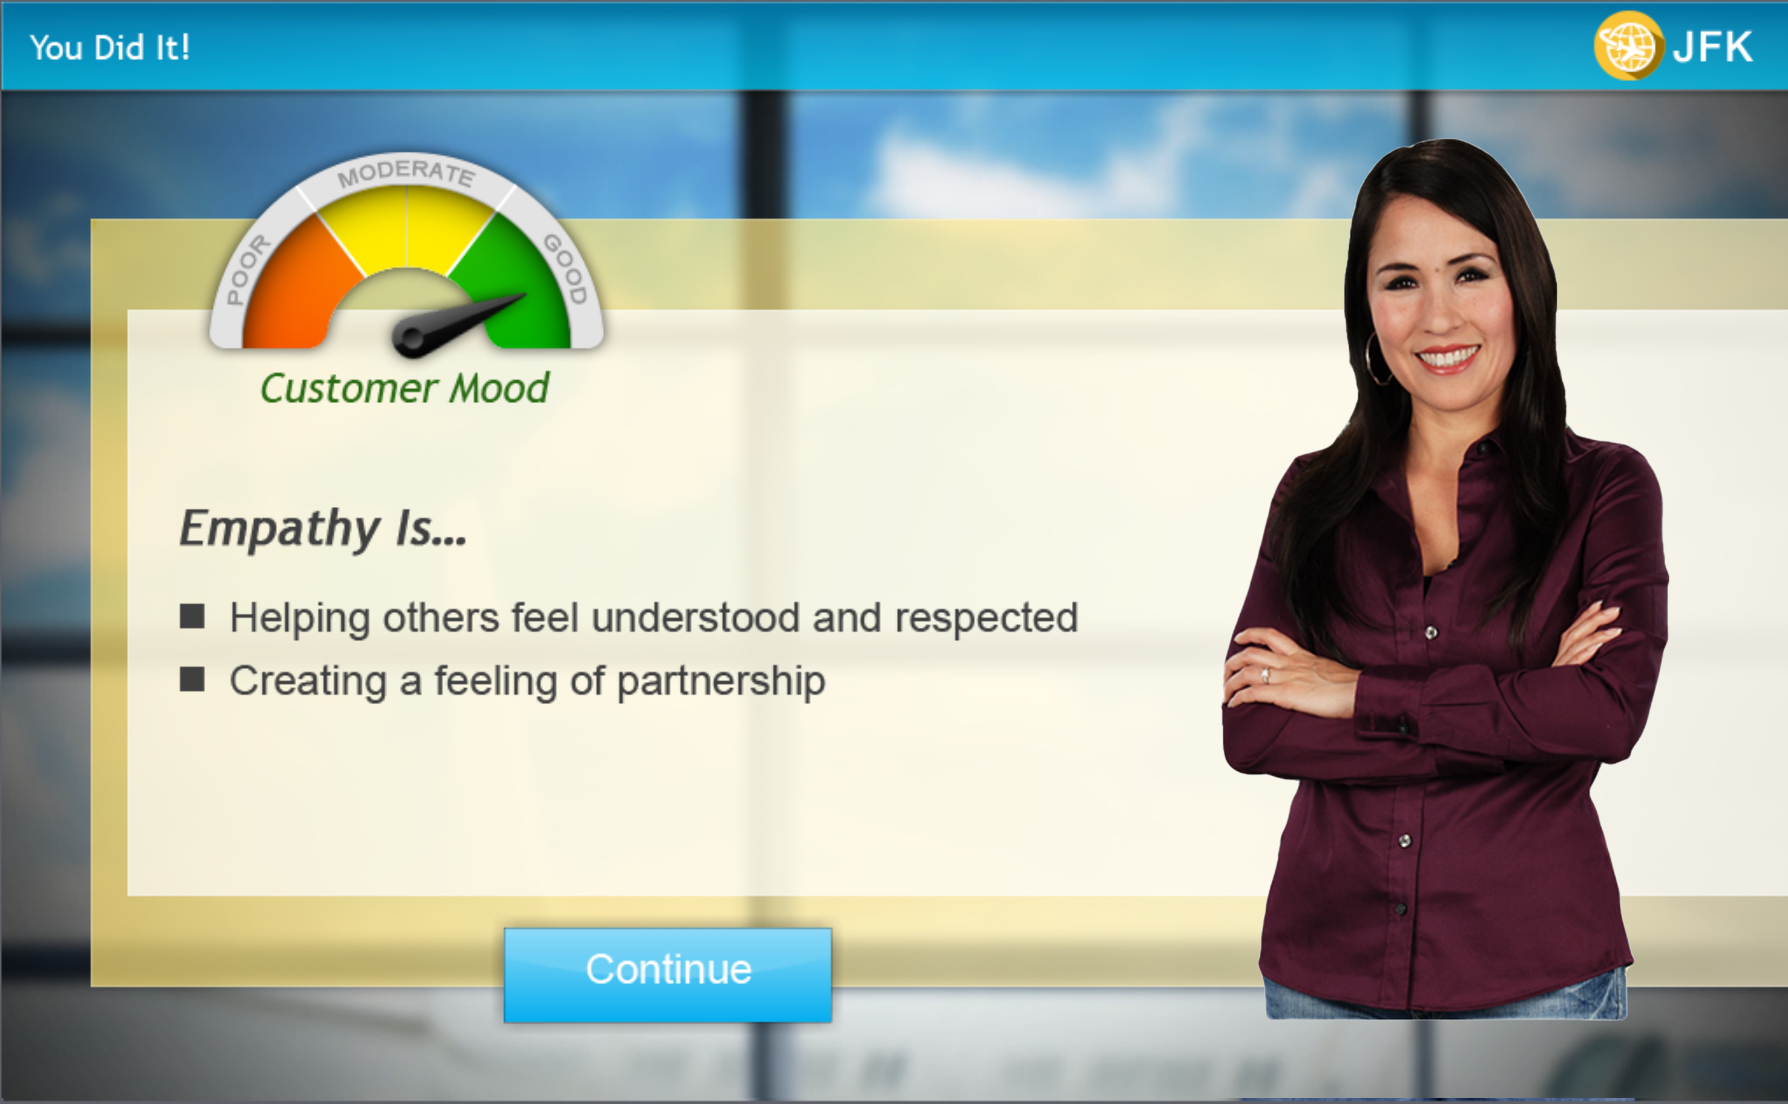 You Did It!
JFK
POOR
MODERATE
GOOD
Customer Mood
Empathy Is...
Helping others feel understood and respected
Creating a feeling of partnership
Continue